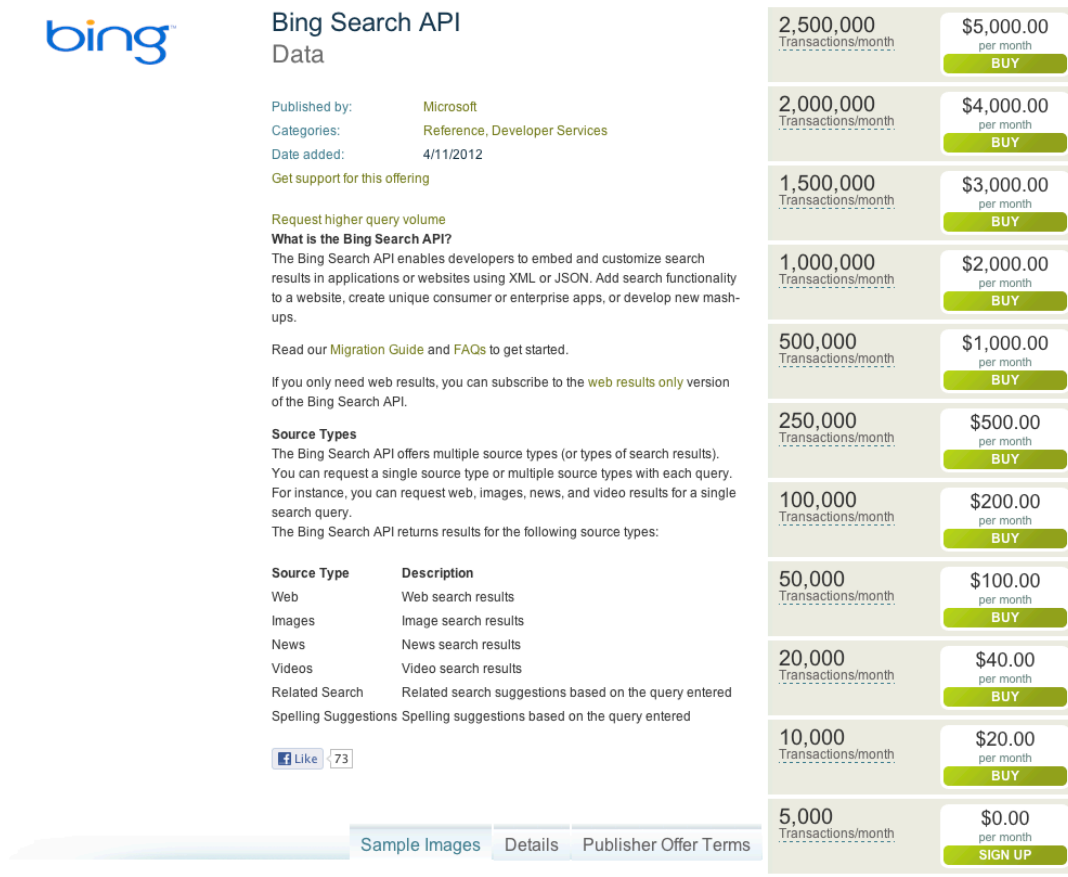 bing™
Bing Search API
Data
Published by: Microsoft
Categories: Reference, Developer Services
Date added: 4/11/2012
Get support for this offering
Request higher query volume
What is the Bing Search API?
The Bing Search API enables developers to embed and customize search
results in applications or websites using XML or JSON. Add search functionality
to a website, create unique consumer or enterprise apps, or develop new mash-
ups.
Read our Migration Guide and FAQs to get started.
If you only need web results, you can subscribe to the web results only version
of the Bing Search API.
Source Types
The Bing Search API offers multiple source types (or types of search results).
You can request a single source type or multiple source types with each query.
For instance, you can request web, images, news, and video results for a single
search query.
The Bing Search API returns results for the following source types:
Source Type Description
Web Web search results
Images Image search results
News News search results
Videos Video search results
Related Search Related search suggestions based on the query entered
Spelling Suggestions Spelling suggestions based on the query entered
Like 73
Sample Images Details Publisher Offer Terms
2,500,000
Transactions/month
$5,000.00
per month
BUY
2,000,000
Transactions/month
$4,000.00
per month
BUY
1,500,000
Transactions/month
$3,000.00
per month
BUY
1,000,000
Transactions/month
$2,000.00
per month
BUY
500,000
Transactions/month
$1,000.00
per month
BUY
250,000
Transactions/month
$500.00
per month
BUY
100,000
Transactions/month
$200.00
per month
BUY
50,000
Transactions/month
$100.00
per month
BUY
20,000
Transactions/month
$40.00
per month
BUY
10,000
Transactions/month
$20.00
per month
BUY
5,000
Transactions/month
$0.00
per month
SIGN UP